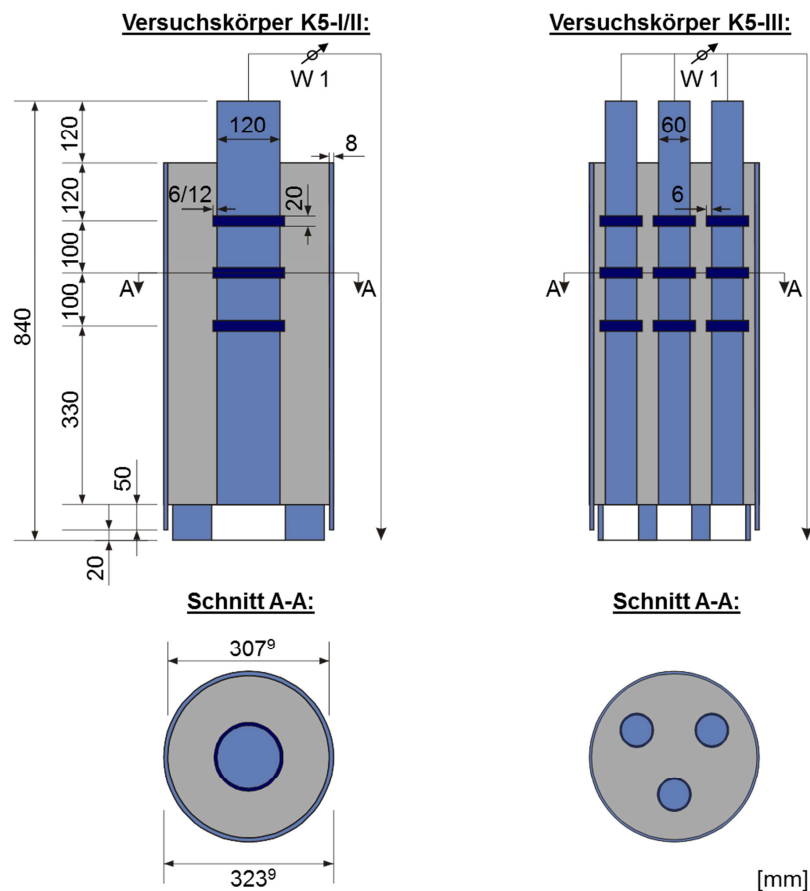 Versuchskörper K5-I/II:
Versuchskörper K5-III:
W 1
W 1
120
120
8
60
120
6/12
20
6
100
A
A
A
A
100
840
330
50
20
Schnitt A-A:
Schnitt A-A:
307⁹
323⁹
[mm]